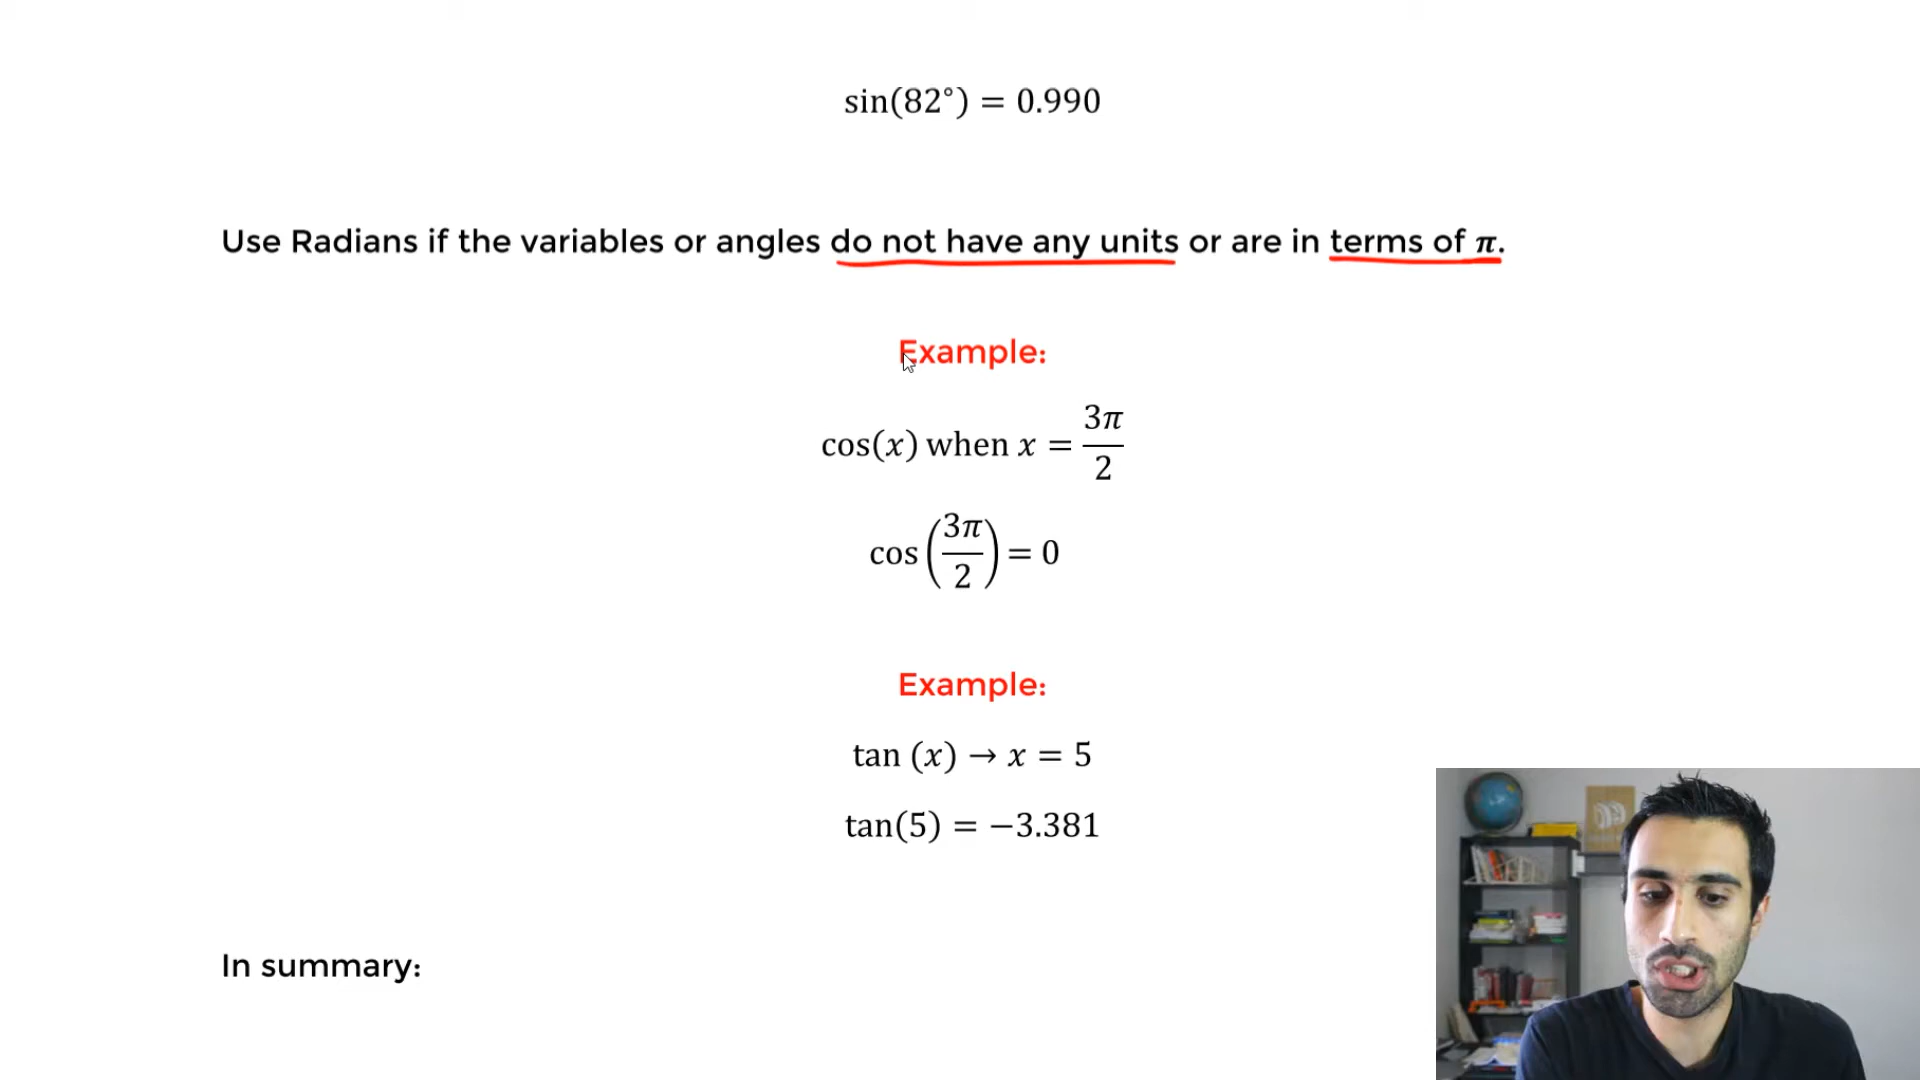 sin(82°) = 0.990
Use Radians if the variables or angles do not have any units or are in terms of π.
Example:
cos(x) when x = 3π/2
cos(3π/2) = 0
Example:
tan (x) → x = 5
tan(5) = −3.381
In summary: